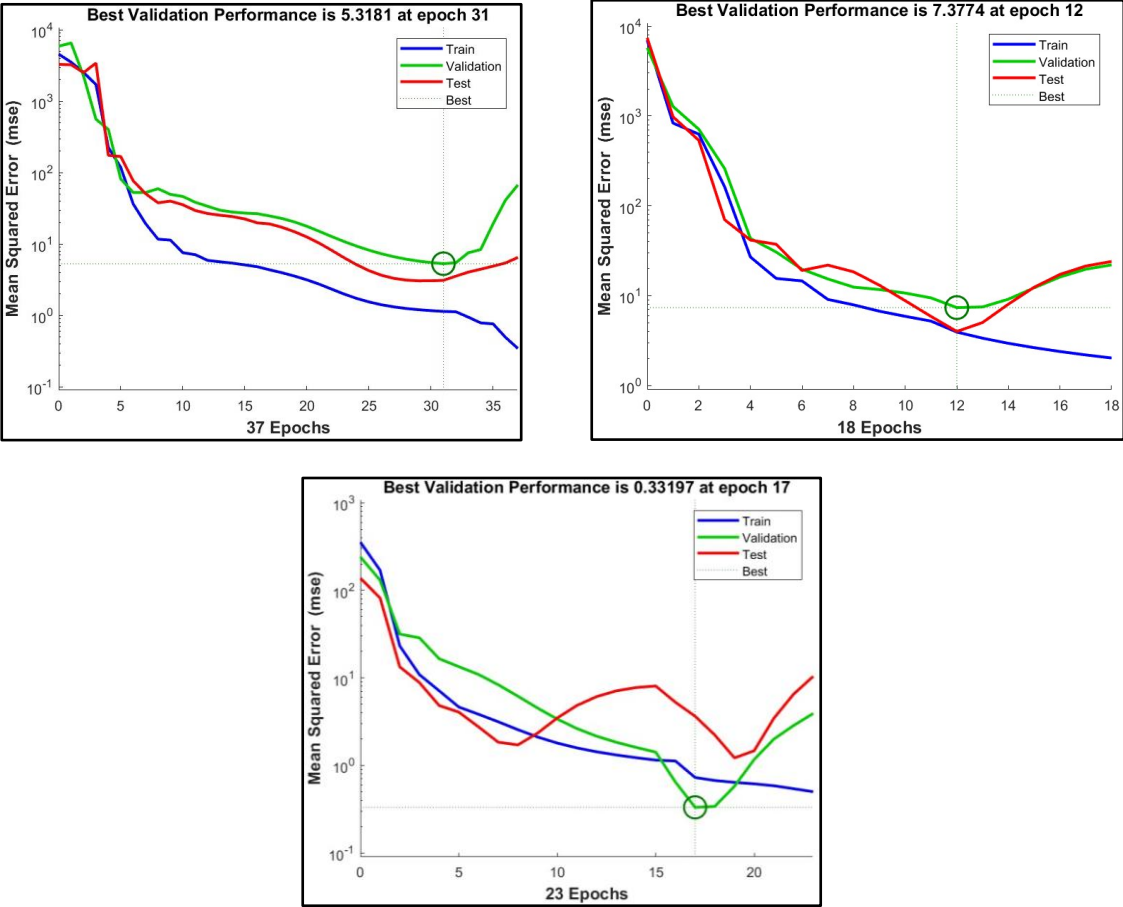 Best Validation Performance is 5.3181 at epoch 31
10^4
10^3
10^2
10^1
10^0
10^-1
Mean Squared Error (mse)
Train
Validation
Test
Best
0 5 10 15 20 25 30 35
37 Epochs
Best Validation Performance is 7.3774 at epoch 12
10^4
10^3
10^2
10^1
10^0
Mean Squared Error (mse)
Train
Validation
Test
Best
0 2 4 6 8 10 12 14 16 18
18 Epochs
Best Validation Performance is 0.33197 at epoch 17
10^3
10^2
10^1
10^0
10^-1
Mean Squared Error (mse)
Train
Validation
Test
Best
0 5 10 15 20
23 Epochs